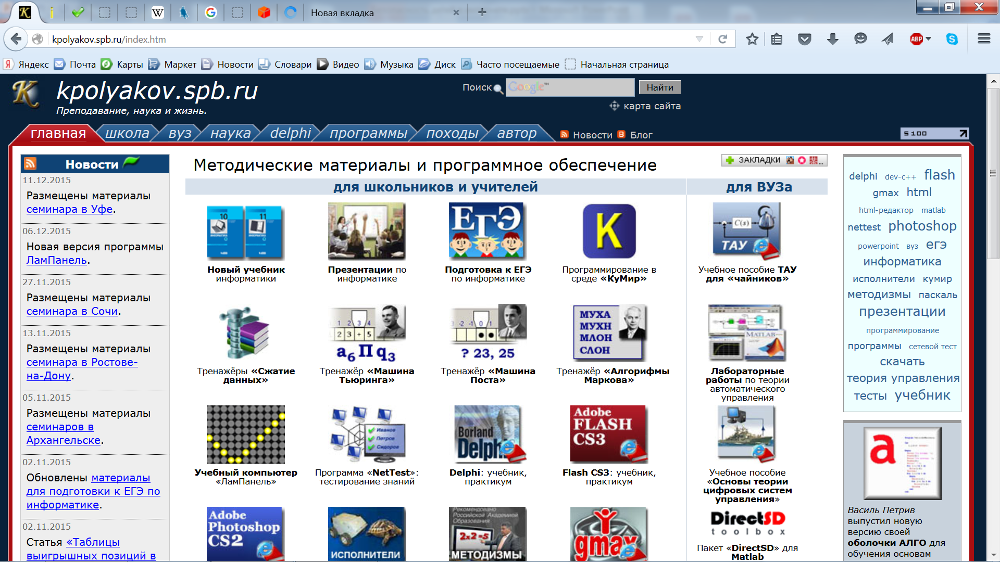 Новая вкладка
kpolyakov.spb.ru/index.htm
ABP
Яндекс Почта Карты Маркет Новости Словари Видео Музыка Диск Часто посещаемые Начальная страница
kpolyakov.spb.ru
Преподавание, наука и жизнь.
Поиск Google™ Найти
карта сайта
главная школа вуз наука delphi программы походы автор Новости Блог
5100
Новости
11.12.2015
Размещены материалы
семинара в Уфе.
06.12.2015
Новая версия программы
ЛамПанель.
27.11.2015
Размещены материалы
семинара в Сочи.
13.11.2015
Размещены материалы
семинара в Ростове-
на-Дону.
05.11.2015
Размещены материалы
семинаров в
Архангельске.
02.11.2015
Обновлены материалы
для подготовки к ЕГЭ по
информатике.
02.11.2015
Статья «Таблицы
выигрышных позиций в
Методические материалы и программное обеспечение
ЗАКЛАДКИ
для школьников и учителей
для ВУЗа
10 11
ЕГЭ
К
C(s)
ТАУ
Новый учебник
информатики
Презентации по
информатике
Подготовка к ЕГЭ
по информатике
Программирование в
среде «КуМир»
Учебное пособие ТАУ
для «чайников»
1 2 3 4
2 3 + 5
a6 П q3
-2 -1 0 1
? 23, 25
МУХА
МУХН
МЛОН
СЛОН
MATLAB
Тренажёры «Сжатие
данных»
Тренажёр «Машина
Тьюринга»
Тренажёр «Машина
Поста»
Тренажёр «Алгорифмы
Маркова»
Лабораторные
работы по теории
автоматического
управления
Иванов
Петров
Сидоров
Borland
Delphi
Adobe
FLASH
CS3
Учебный компьютер
«ЛамПанель»
Программа «NetTest»:
тестирование знаний
Delphi: учебник,
практикум
Flash CS3: учебник,
практикум
Учебное пособие
«Основы теории
цифровых систем
управления»
Adobe
Photoshop
CS2
ИСПОЛНИТЕЛИ
Рекомендовано
Российской Академией
Образования
2x2=5
МЕТОДИЗМЫ
gmax
DirectSD
toolbox
Пакет «DirectSD» для
Matlab
delphi dev-c++ flash
gmax html
html-редактор matlab
nettest photoshop
powerpoint вуз егэ
информатика
исполнители кумир
методизмы паскаль
презентации
программирование
программы сетевой тест
скачать
теория управления
тесты учебник
а
Василь Петрив
выпустил новую
версию своей
оболочки АЛГО для
обучения основам